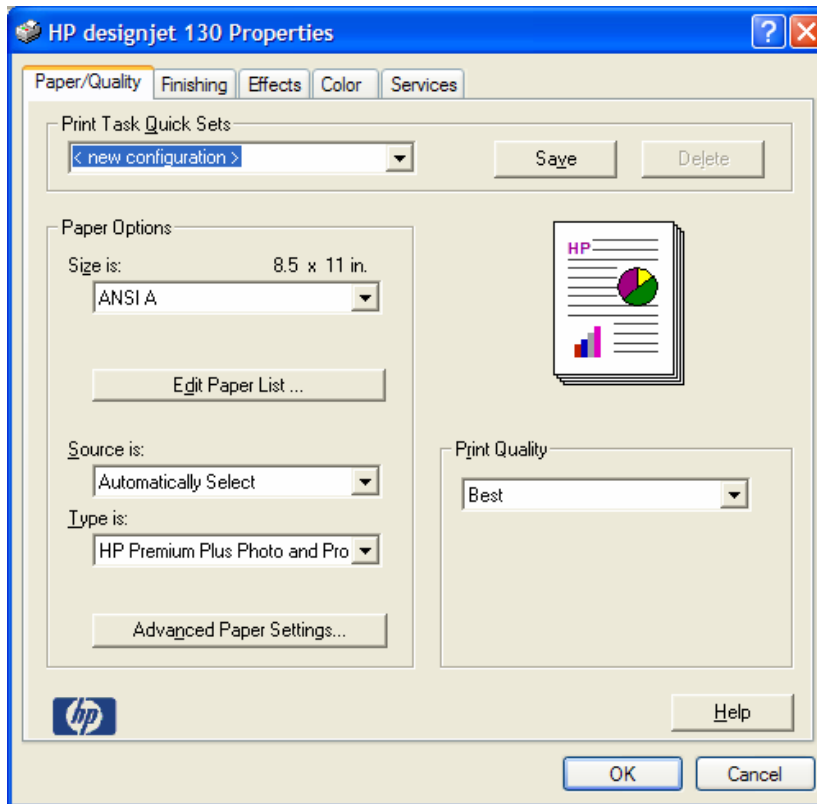 HP designjet 130 Properties
Paper/Quality Finishing Effects Color Services
Print Task Quick Sets
< new configuration >
Save Delete
Paper Options
Size is: 8.5 x 11 in.
ANSI A
Edit Paper List ...
Source is:
Automatically Select
Type is:
HP Premium Plus Photo and Pro
Advanced Paper Settings...
HP
Print Quality
Best
hp
Help
OK Cancel